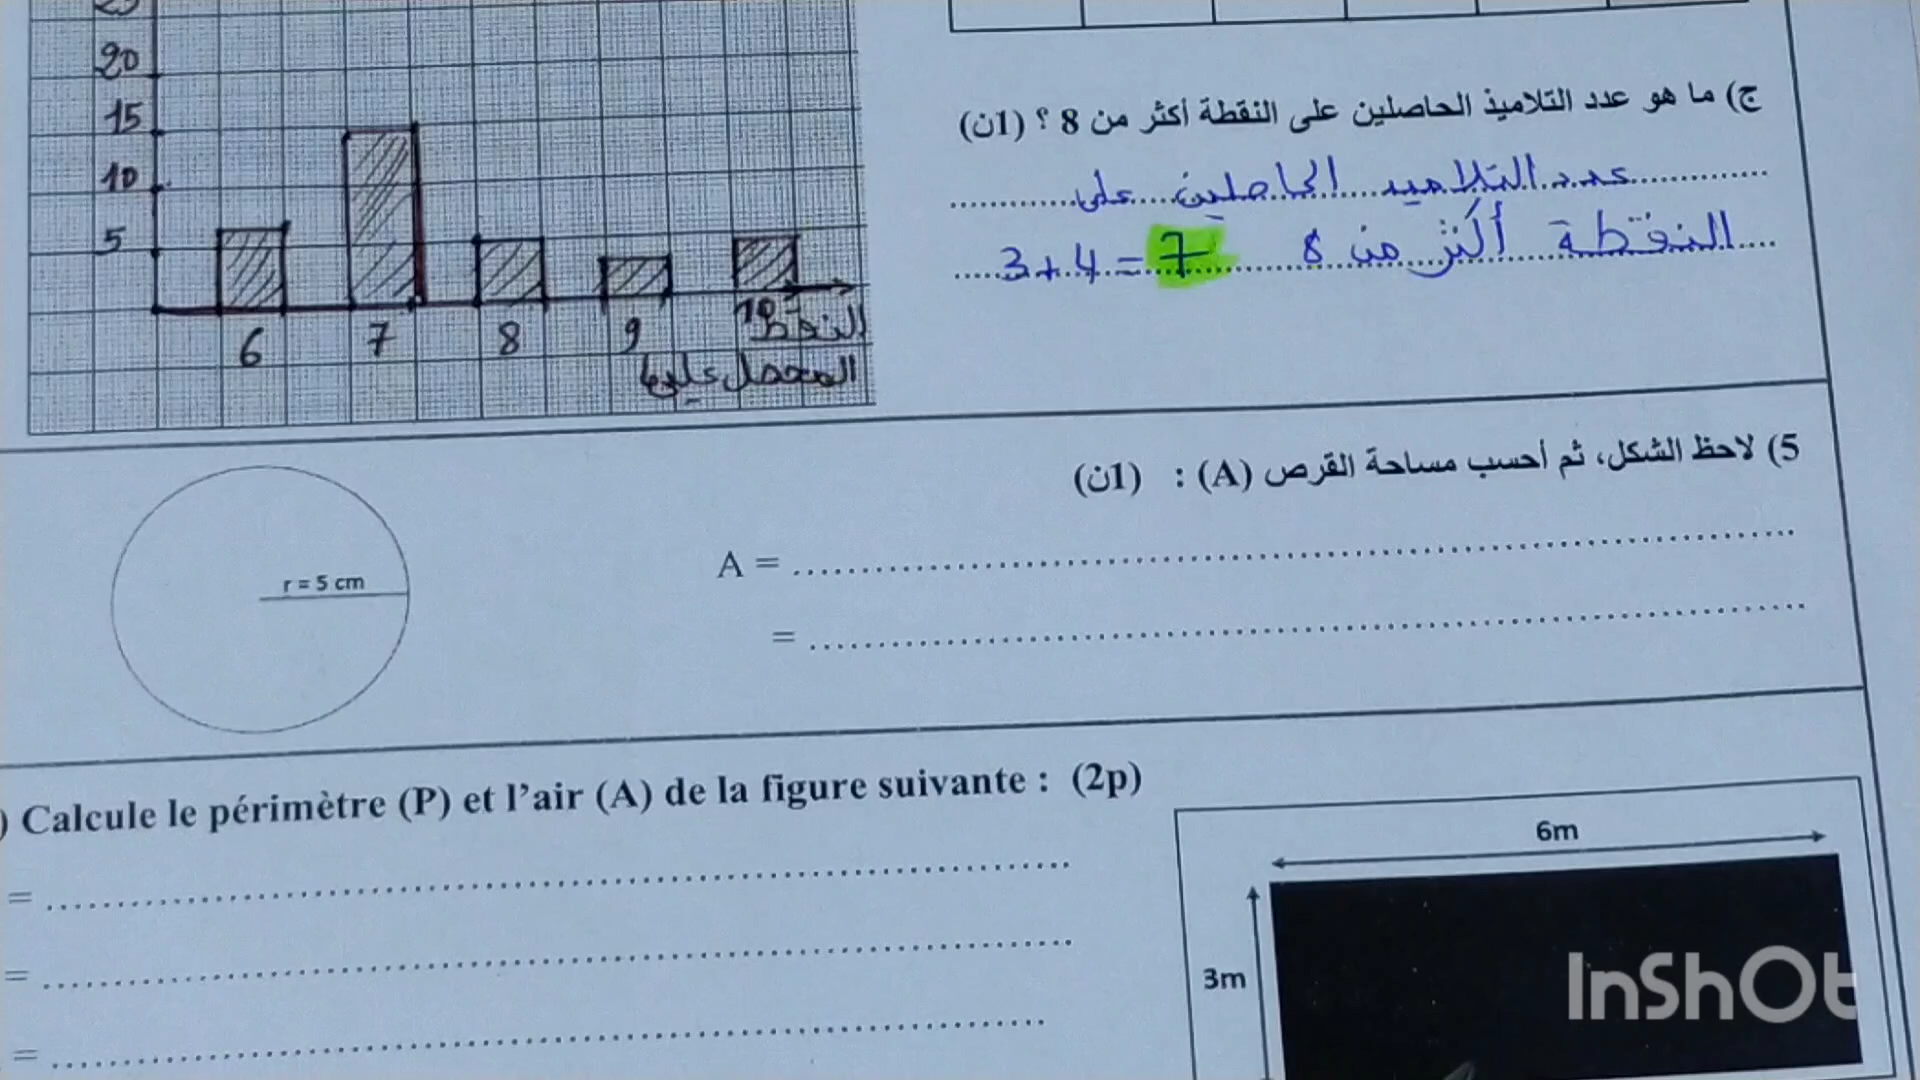 20
15
10
5
6 7 8 9 10
النقط
المحصل عليها
ج) ما هو عدد التلاميذ الحاصلين على النقطة أكثر من 8 ؟ (1ن)
عدد التلاميذ الحاصلين على
النقطة أكثر من 8 3+4=7
5) لاحظ الشكل، ثم أحسب مساحة القرص (A) : (1ن)
r = 5 cm
A =
=
) Calcule le périmètre (P) et l’air (A) de la figure suivante : (2p)
=
=
=
6m
3m
InShOt